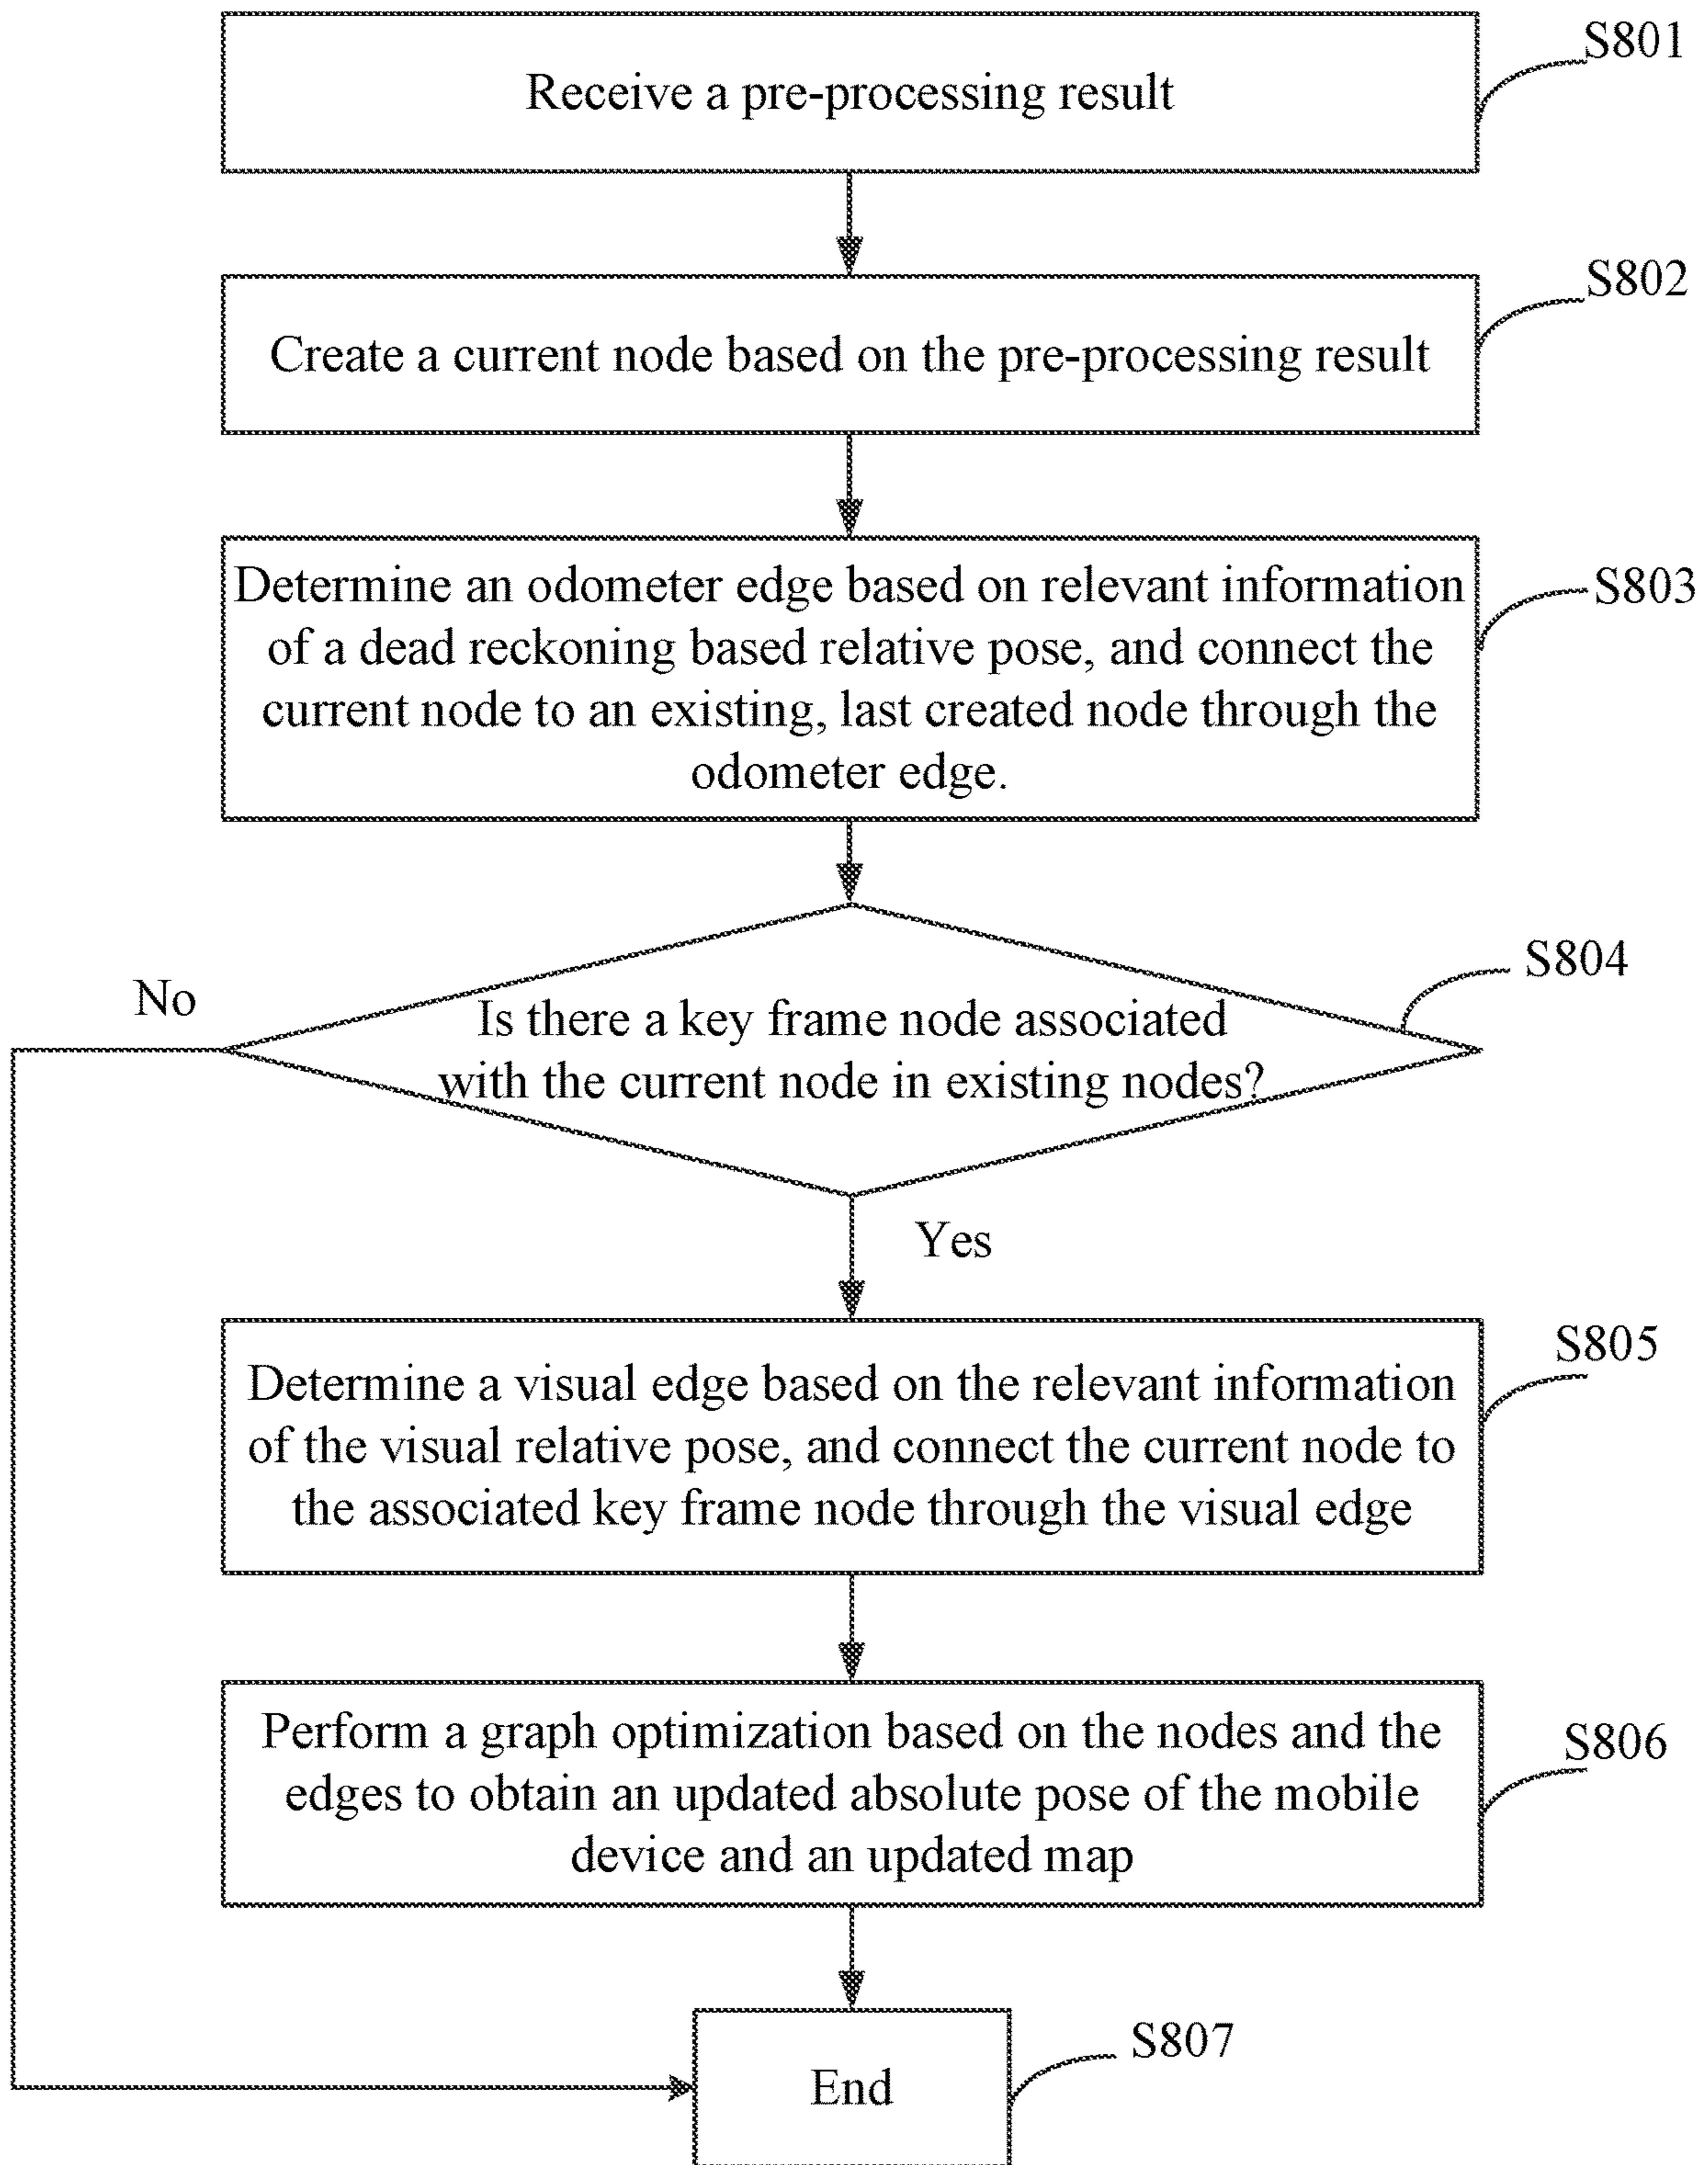 S801
Receive a pre-processing result
S802
Create a current node based on the pre-processing result
S803
Determine an odometer edge based on relevant information
of a dead reckoning based relative pose, and connect the
current node to an existing, last created node through the
odometer edge.
S804
No
Is there a key frame node associated
with the current node in existing nodes?
Yes
S805
Determine a visual edge based on the relevant information
of the visual relative pose, and connect the current node to
the associated key frame node through the visual edge
S806
Perform a graph optimization based on the nodes and the
edges to obtain an updated absolute pose of the mobile
device and an updated map
S807
End